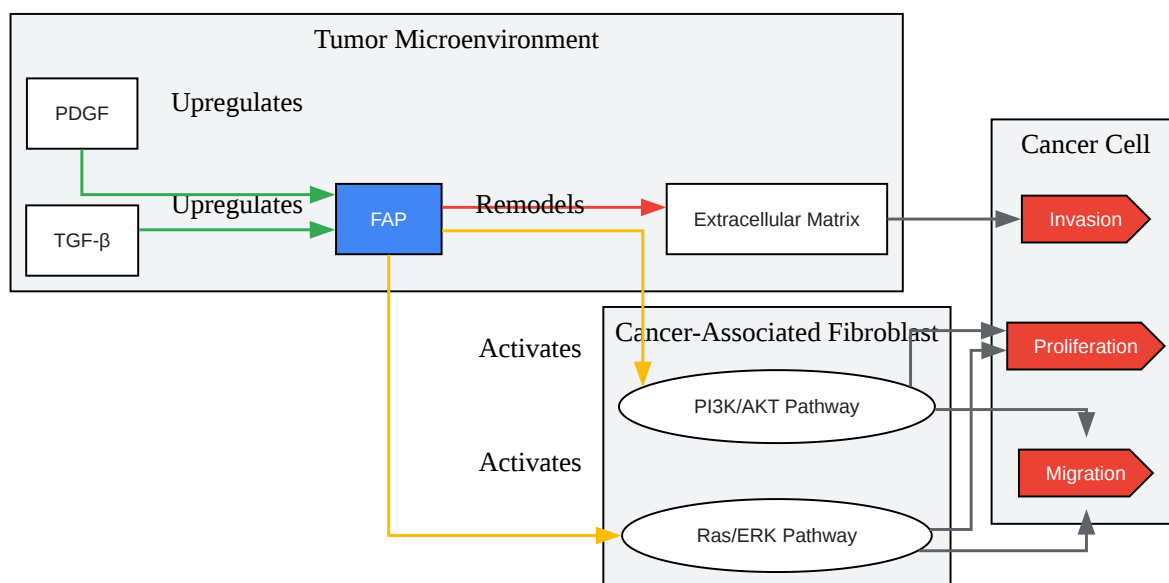 Tumor Microenvironment
PDGF
Upregulates
Cancer Cell
TGF-β
Upregulates
FAP
Remodels
Extracellular Matrix
Invasion
Cancer-Associated Fibroblast
Activates
Proliferation
PI3K/AKT Pathway
Activates
Migration
Ras/ERK Pathway